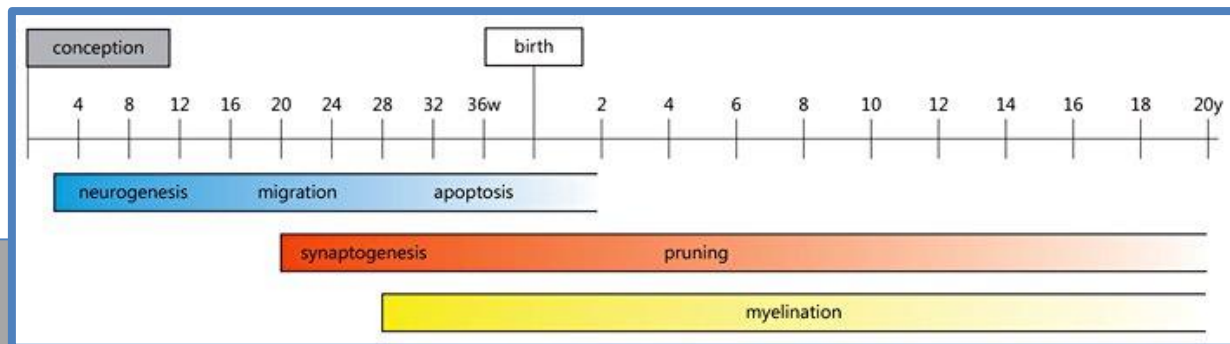 conception birth
4 8 12 16 20 24 28 32 36w 2 4 6 8 10 12 14 16 18 20y
neurogenesis migration apoptosis
synaptogenesis pruning
myelination